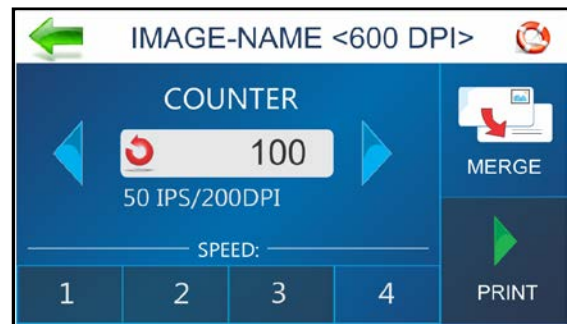 IMAGE-NAME <600 DPI>
COUNTER
100
50 IPS/200DPI
MERGE
SPEED:
1 2 3 4
PRINT